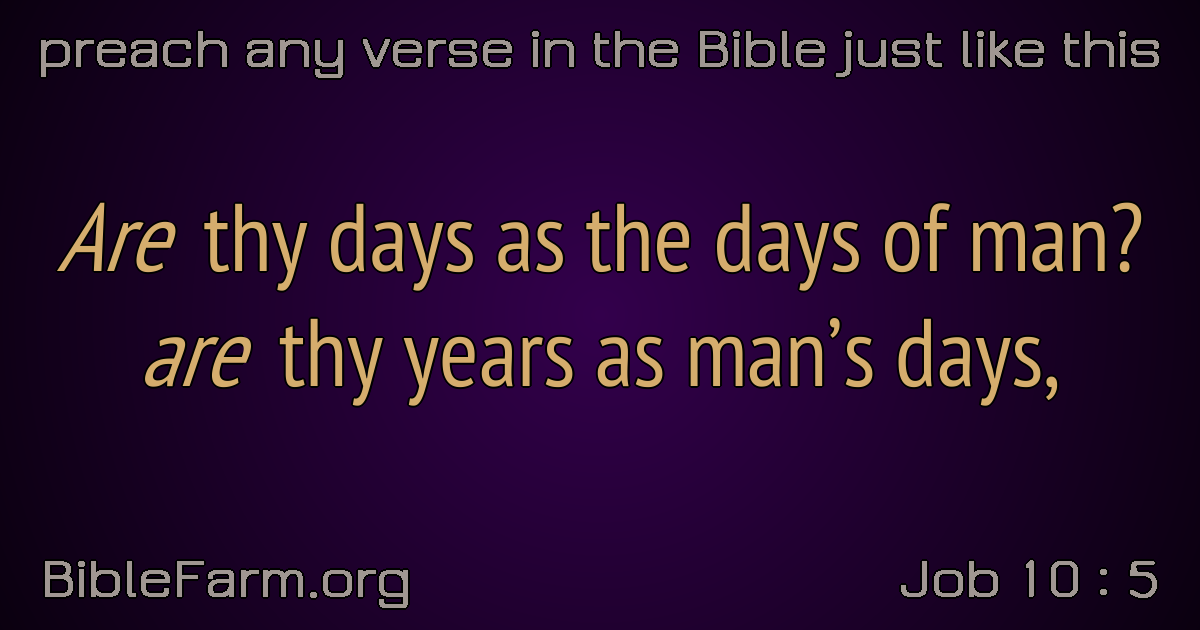 preach any verse in the Bible just like this
Are thy days as the days of man?
are thy years as man’s days,
BibleFarm.org
Job 10 : 5